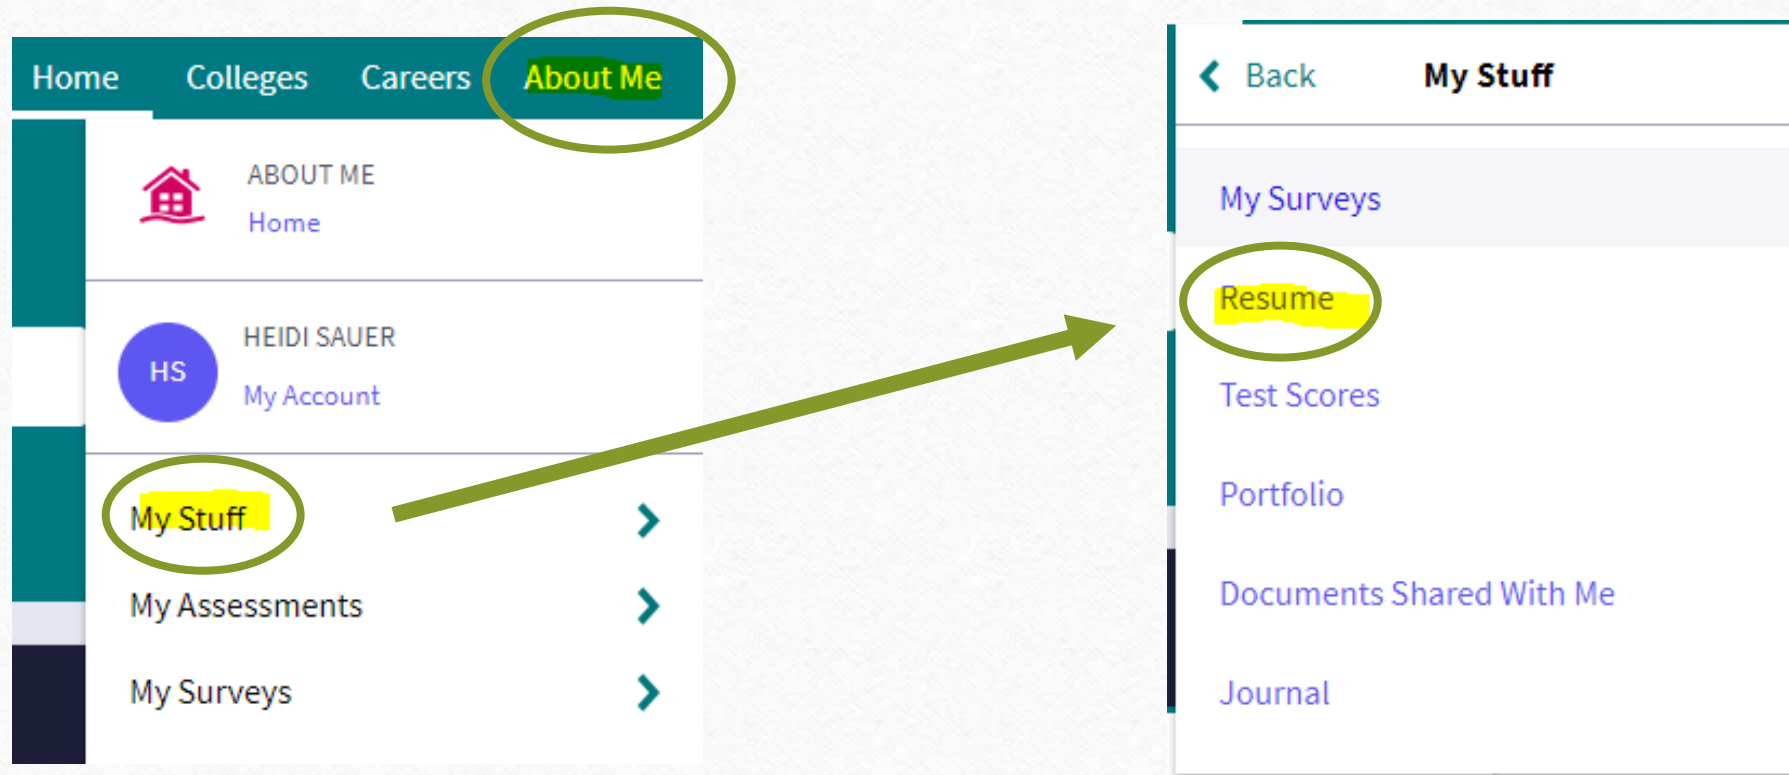 Home Colleges Careers About Me
ABOUT ME
Home
HEIDI SAUER
HS
My Account
My Stuff
My Assessments
My Surveys
Back My Stuff
My Surveys
Resume
Test Scores
Portfolio
Documents Shared With Me
Journal